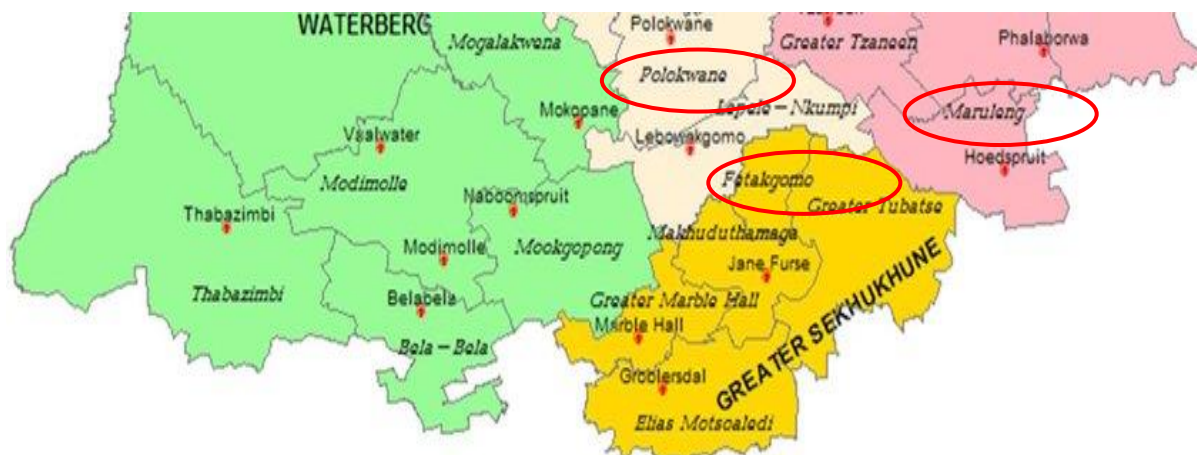 WATERBERG
Mogalakwena
Polokwane
Greater Tzaneen
Phalaborwa
Polokwane
Lepele-Nkumpi
Maruleng
Mokopane
Vaalwater
Lebowakgomo
Hoedspruit
Modimolle
Naboomspruit
Fetakgomo
Greater Tubatse
Thabazimbi
Makhuduthamaga
Modimolle
Mookgopong
Jane Furse
Thabazimbi
Belabela
Greater Marble Hall
Marble Hall
Bela-Bela
GREATER SEKHUKHUNE
Groblersdal
Elias Motsoaledi